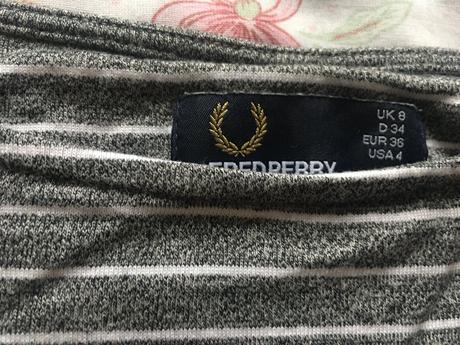 FRED PERRY
UK 8
D 34
EUR 36
USA 4